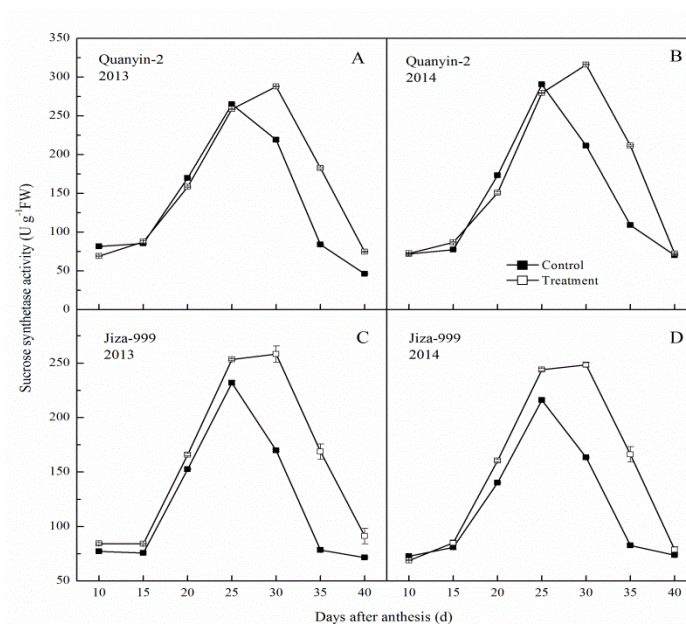 Quanyin-2
2013
A
Quanyin-2
2014
B
350
300
250
200
150
100
50
0
Control
Treatment
Jiza-999
2013
C
Jiza-999
2014
D
250
200
150
100
50
10 15 20 25 30 35 40
10 15 20 25 30 35 40
Sucrose synthetase activity (U g⁻¹FW)
Days after anthesis (d)